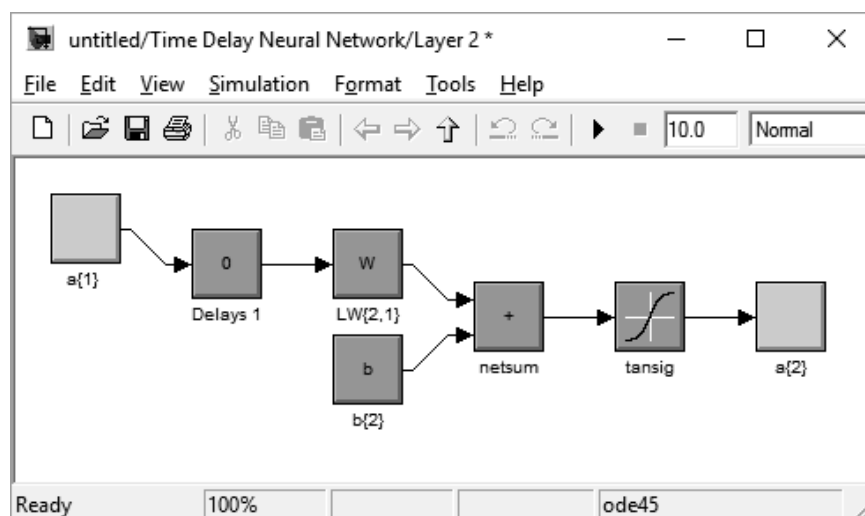 untitled/Time Delay Neural Network/Layer 2 *
File Edit View Simulation Format Tools Help
10.0 Normal
a{1}
0
Delays 1
W
LW{2,1}
b
b{2}
+
netsum
tansig
a{2}
Ready 100% ode45